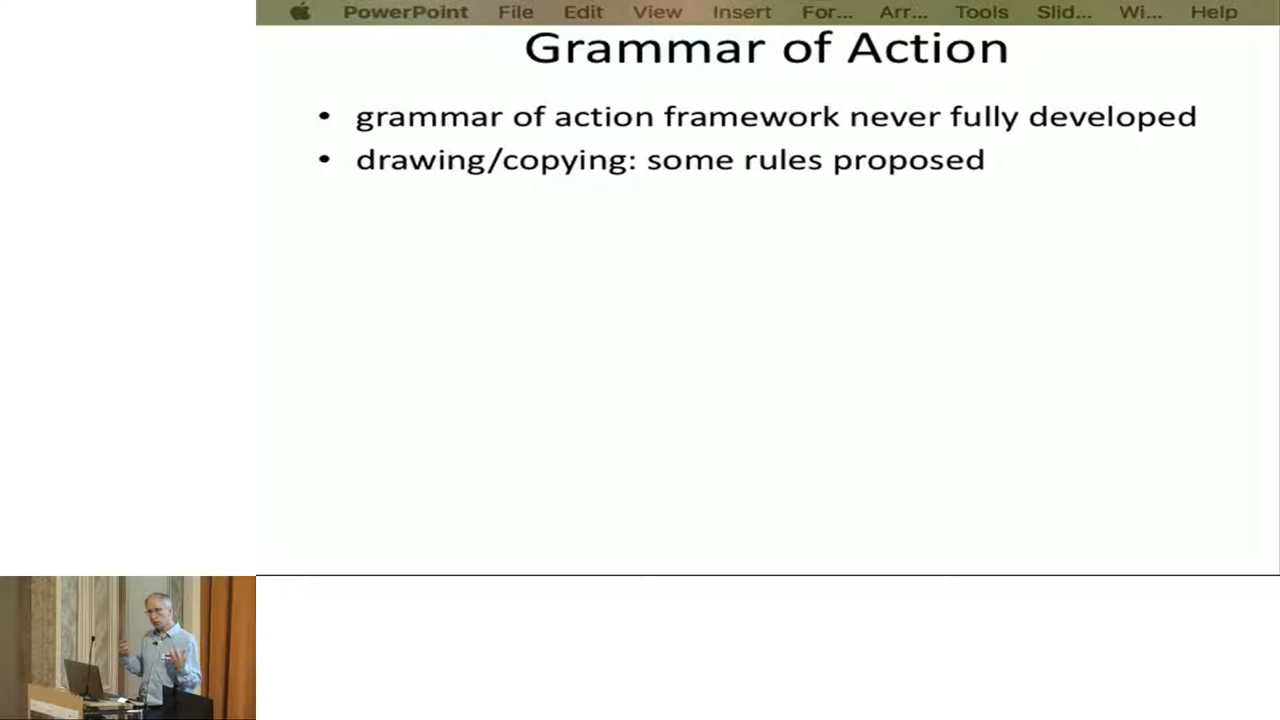 PowerPoint File Edit View Insert For... Arr... Tools Slid... Wi... Help
Grammar of Action
• grammar of action framework never fully developed
• drawing/copying: some rules proposed